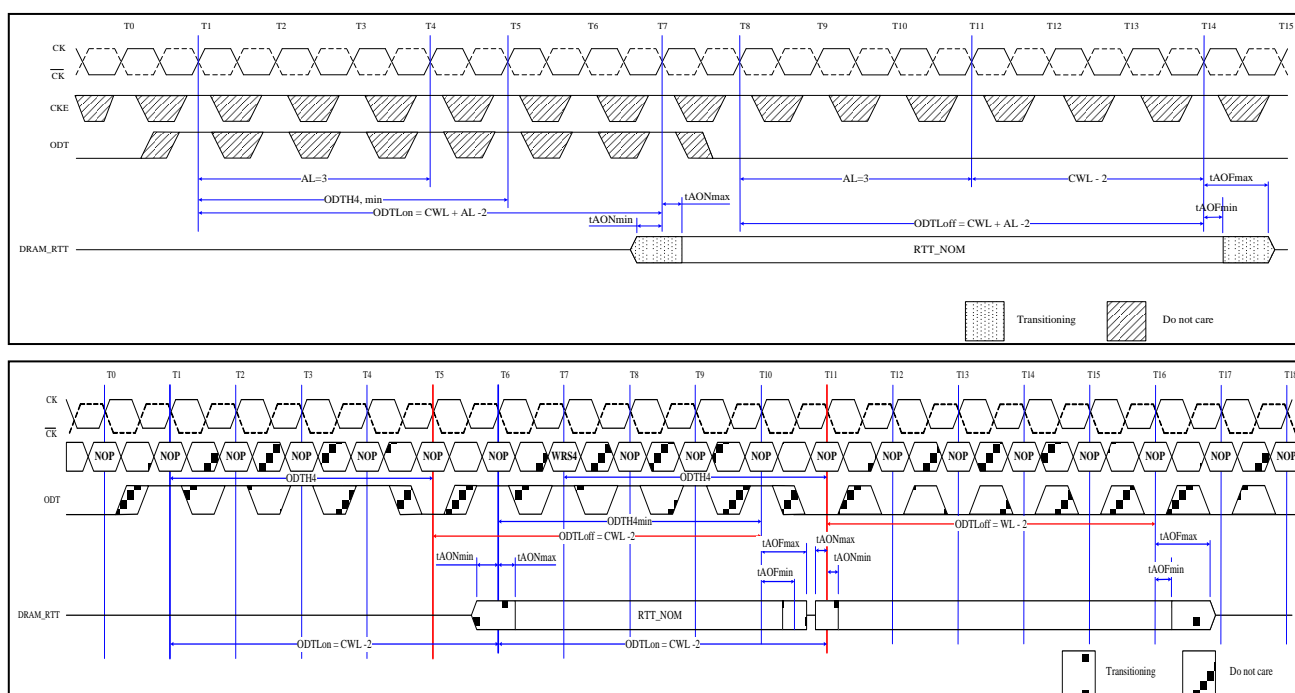 T0 T1 T2 T3 T4 T5 T6 T7 T8 T9 T10 T11 T12 T13 T14 T15
CK
CK
CKE
ODT
AL=3 AL=3 CWL - 2
ODTH4, min
ODTLon = CWL + AL -2
tAONmin
tAONmax
tAOFmax
tAOFmin
ODTLoff = CWL + AL -2
DRAM_RTT
RTT_NOM
Transitioning
Do not care
T0 T1 T2 T3 T4 T5 T6 T7 T8 T9 T10 T11 T12 T13 T14 T15 T16 T17 T18
CK
CK
NOP NOP NOP NOP NOP NOP NOP WRS4 NOP NOP NOP NOP NOP NOP NOP NOP NOP NOP NOP
ODTH4 ODTH4
ODT
ODTH4min
ODTLoff = CWL -2
ODTLoff = WL - 2
tAONmin
tAONmax
tAOFmax
tAOFmin
tAONmax
tAONmin
tAOFmax
tAOFmin
DRAM_RTT
RTT_NOM
ODTLon = CWL -2 ODTLon = CWL -2
Transitioning
Do not care